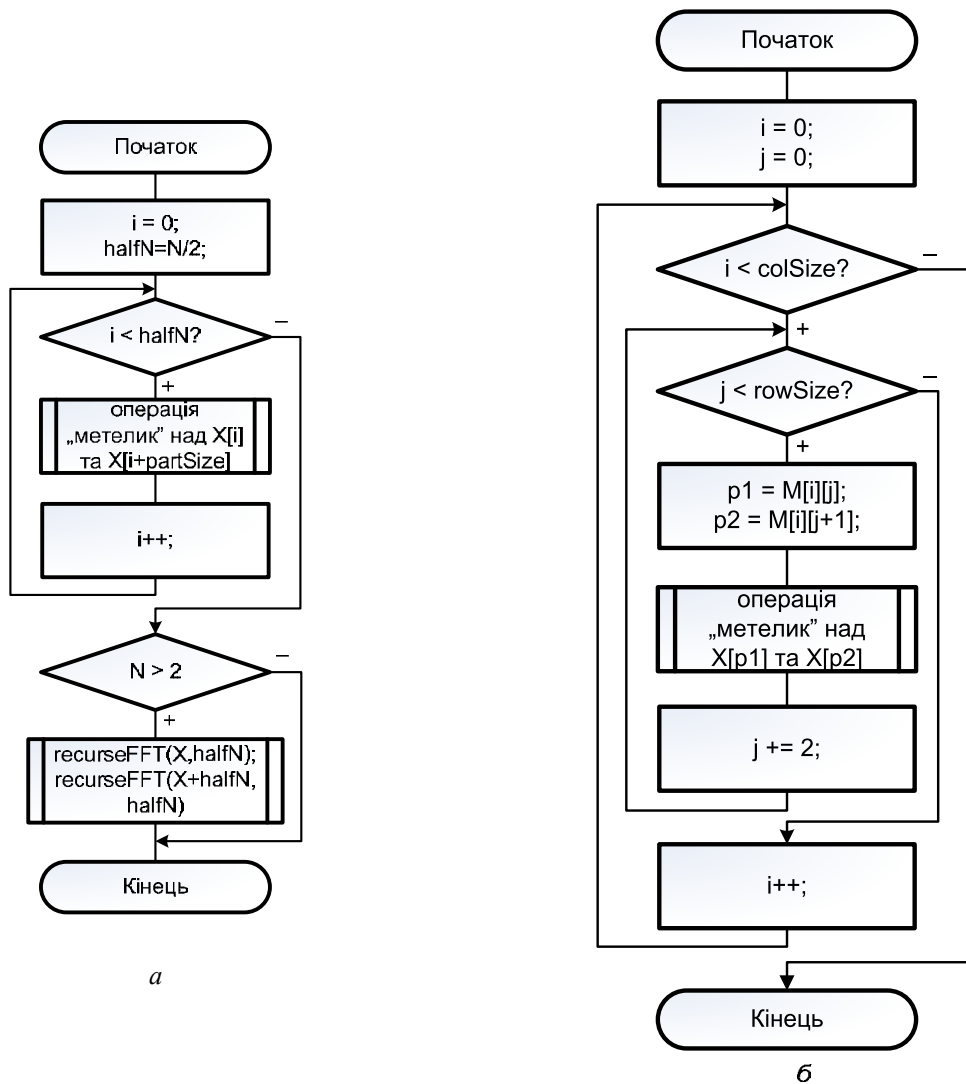 Початок
i = 0;
halfN=N/2;
i < halfN?
–
+
операція
„метелик” над X[i]
та X[i+partSize]
i++;
N > 2
–
+
recurseFFT(X,halfN);
recurseFFT(X+halfN,
halfN)
Кінець
а
Початок
i = 0;
j = 0;
i < colSize?
–
+
j < rowSize?
–
+
p1 = M[i][j];
p2 = M[i][j+1];
операція
„метелик” над
X[p1] та X[p2]
j += 2;
i++;
Кінець
б